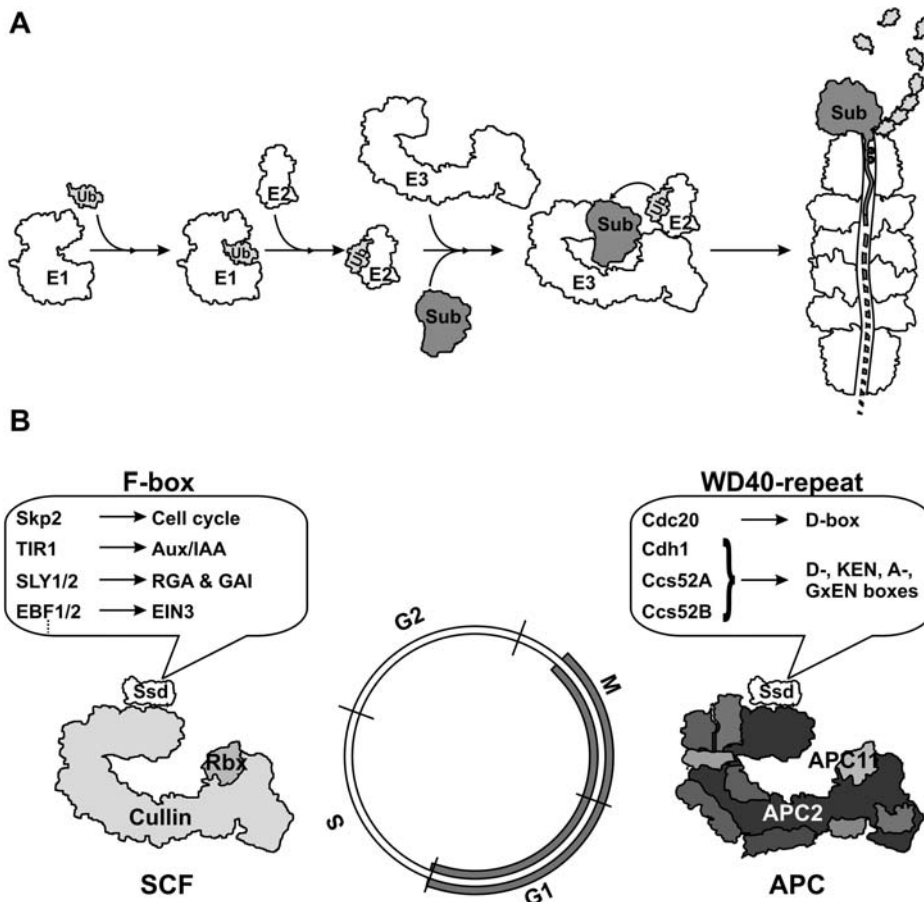 A
Sub
Ub
E1
Ub
E1
E2
Ub
E2
E3
Sub
Sub
Ub
E2
E3
B
F-box
Skp2 Cell cycle
TIR1 Aux/IAA
SLY1/2 RGA & GAI
EBF1/2 EIN3
Ssd
Rbx
Cullin
SCF
G2
M
S
G1
WD40-repeat
Cdc20 D-box
Cdh1
Ccs52A
Ccs52B
D-, KEN, A-,
GxEN boxes
Ssd
APC11
APC2
APC